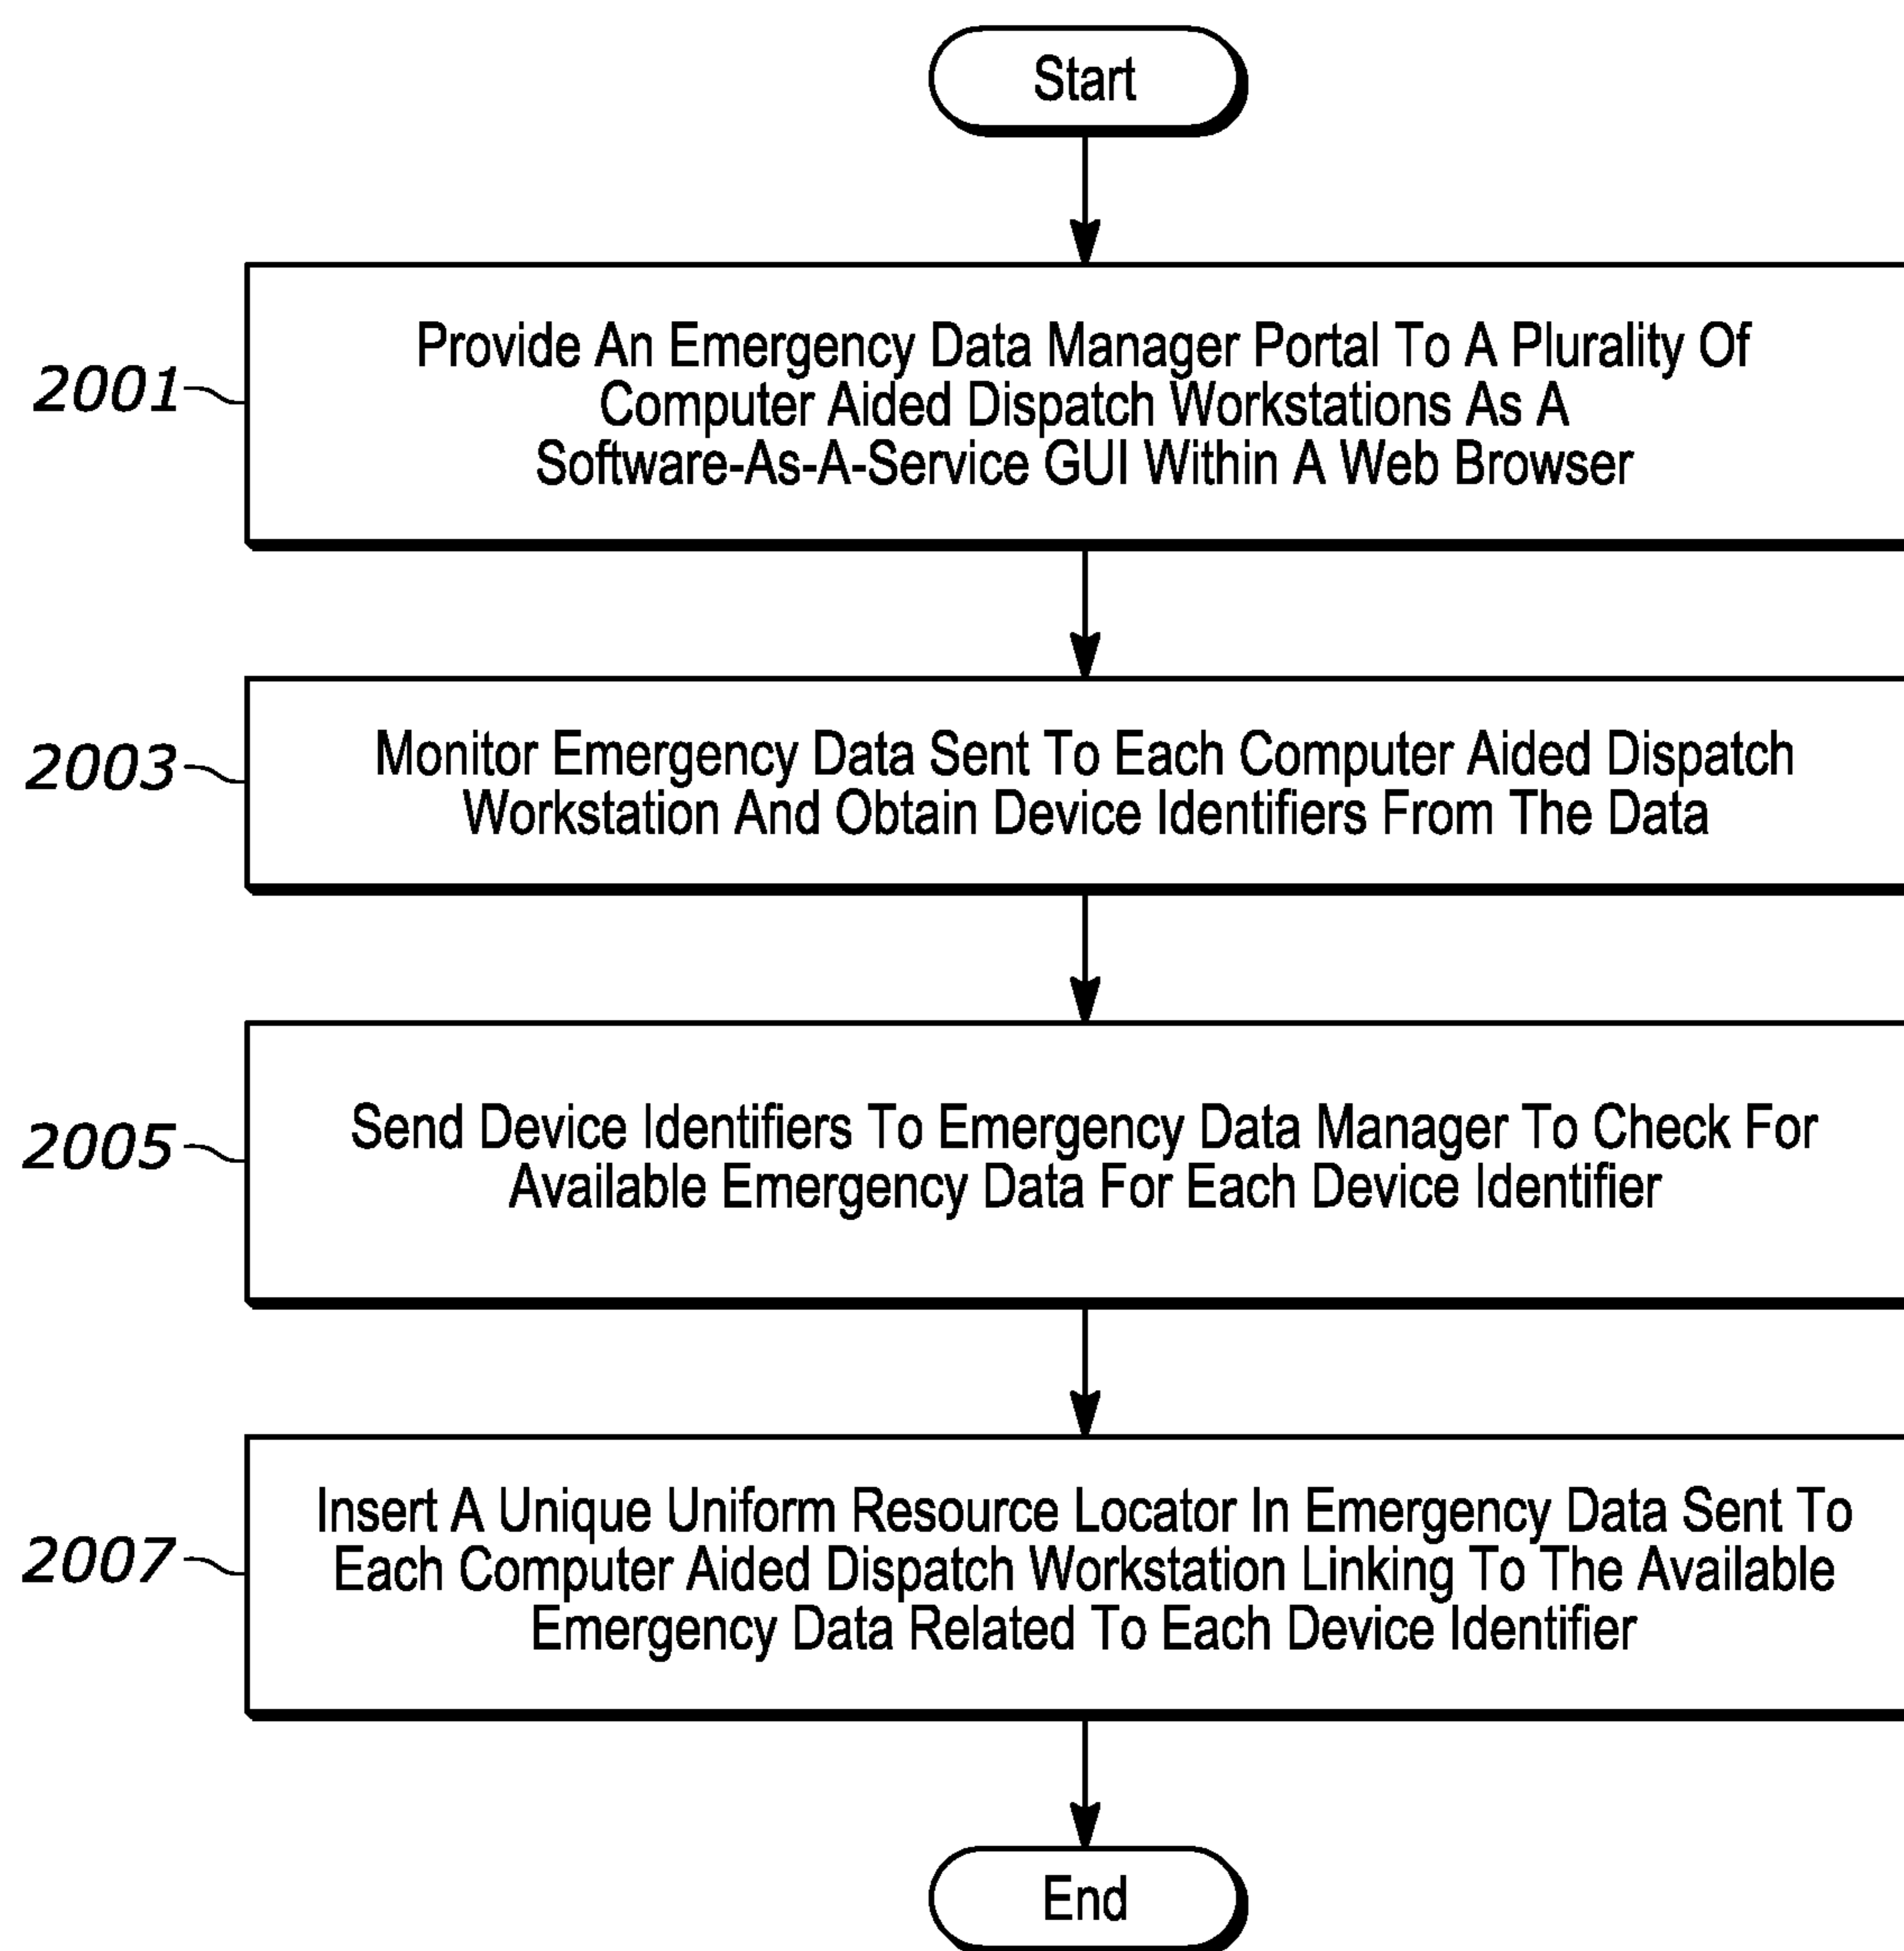 Start
2001
Provide An Emergency Data Manager Portal To A Plurality Of
Computer Aided Dispatch Workstations As A
Software-As-A-Service GUI Within A Web Browser
2003
Monitor Emergency Data Sent To Each Computer Aided Dispatch
Workstation And Obtain Device Identifiers From The Data
2005
Send Device Identifiers To Emergency Data Manager To Check For
Available Emergency Data For Each Device Identifier
2007
Insert A Unique Uniform Resource Locator In Emergency Data Sent To
Each Computer Aided Dispatch Workstation Linking To The Available
Emergency Data Related To Each Device Identifier
End